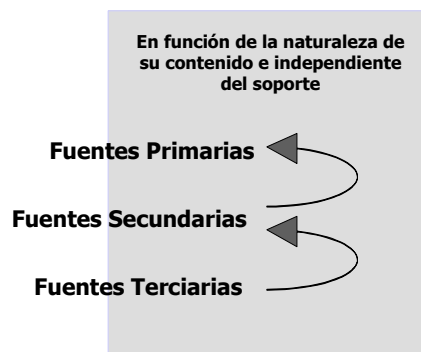 En función de la naturaleza de
su contenido e independiente
del soporte
Fuentes Primarias
Fuentes Secundarias
Fuentes Terciarias